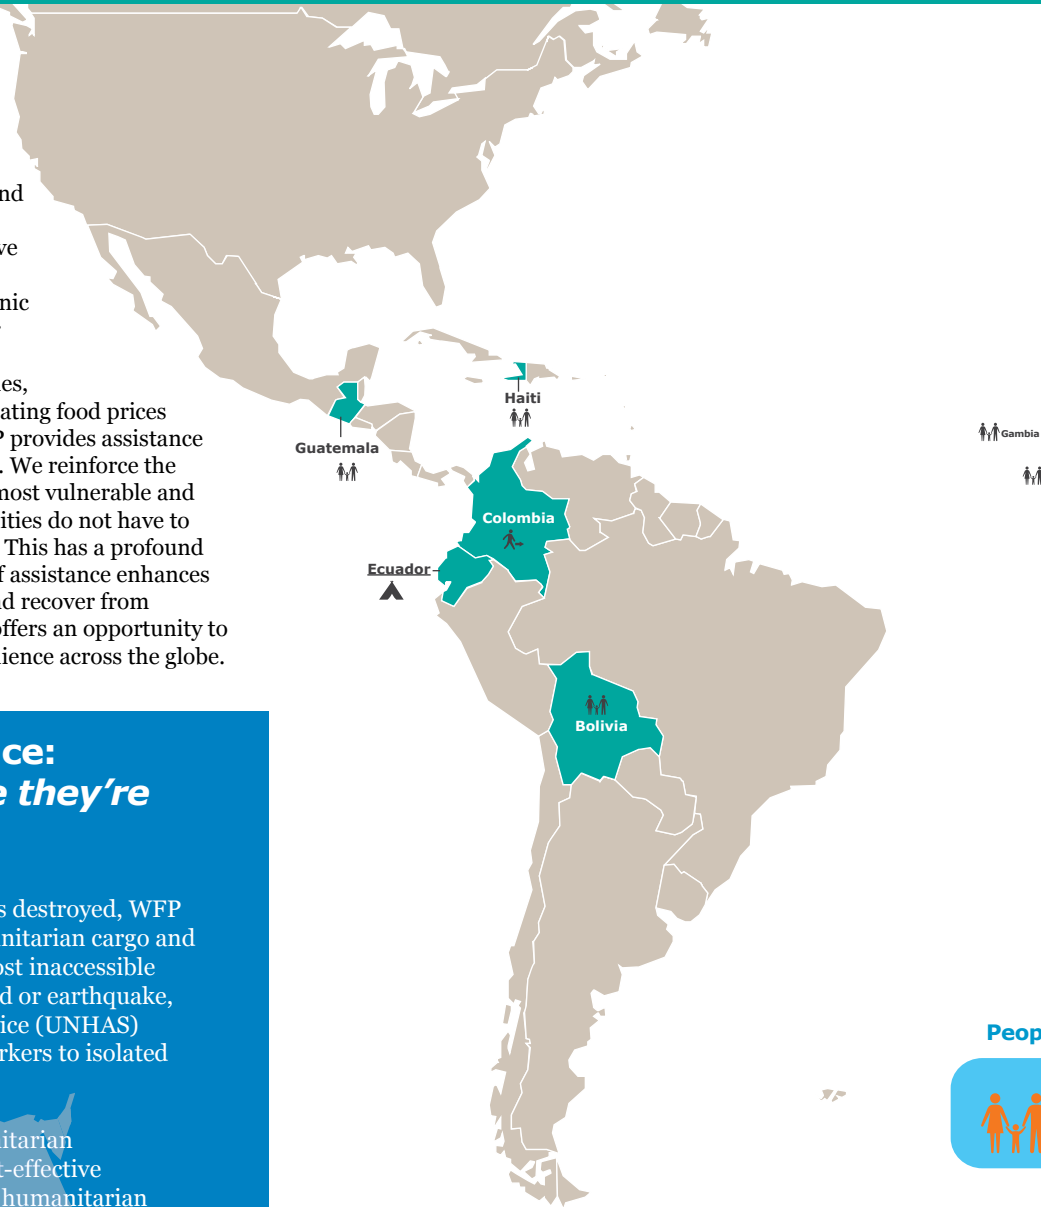 nd
ve
nic
es,
ating food prices
P provides assistance
. We reinforce the
most vulnerable and
ities do not have to
. This has a profound
f assistance enhances
nd recover from
offers an opportunity to
ience across the globe.
ce:
e they're
s destroyed, WFP
nitarian cargo and
ost inaccessible
d or earthquake,
ice (UNHAS)
rkers to isolated
itarian
t-effective
humanitarian
Haiti
Guatemala
Colombia
Ecuador
Bolivia
Gambia
Peop